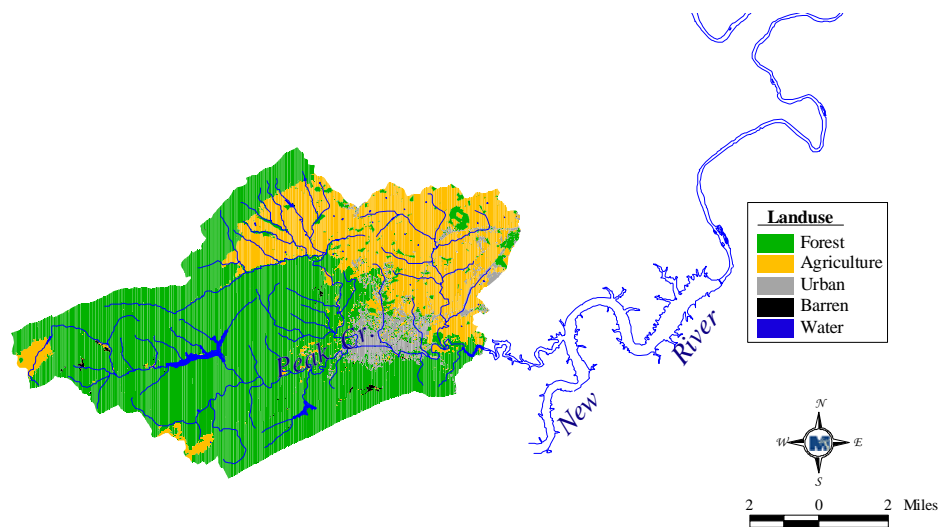 Landuse
Forest
Agriculture
Urban
Barren
Water
Peak Cr.
New
River
N
W
E
S
M
2 0 2 Miles